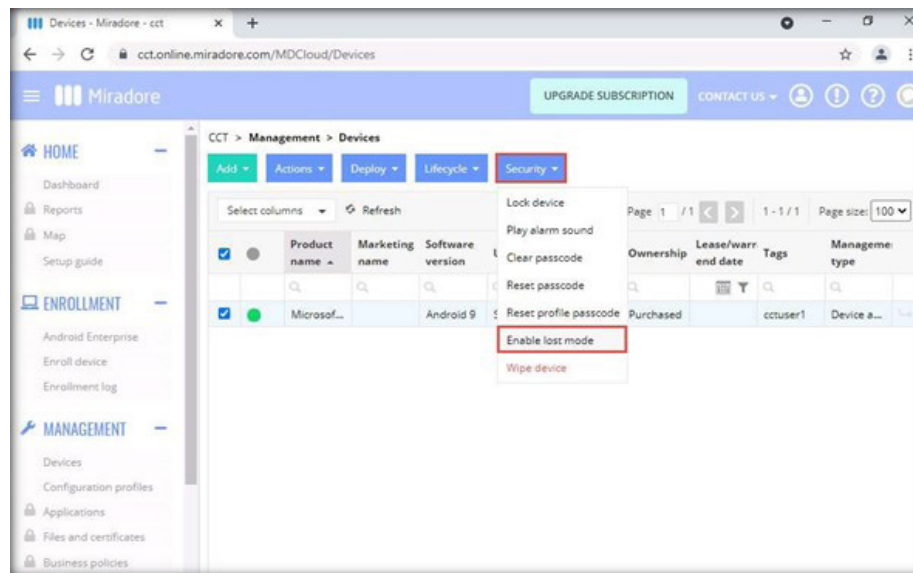 Devices - Miradore - cct
cct.online.miradore.com/MDCloud/Devices
Miradore
UPGRADE SUBSCRIPTION
CONTACT US
HOME
Dashboard
Reports
Map
Setup guide
ENROLLMENT
Android Enterprise
Enroll device
Enrollment log
MANAGEMENT
Devices
Configuration profiles
Applications
Files and certificates
Business policies
CCT > Management > Devices
Add Actions Deploy Lifecycle Security
Select columns Refresh Page 1 / 1 1 - 1 / 1 Page size: 100
Lock device
Play alarm sound
Clear passcode
Reset passcode
Reset profile passcode
Enable lost mode
Wipe device
Product name Marketing name Software version Ownership Lease/warr end date Tags Manageme type
Microsof... Android 9 Purchased cctuser1 Device a...